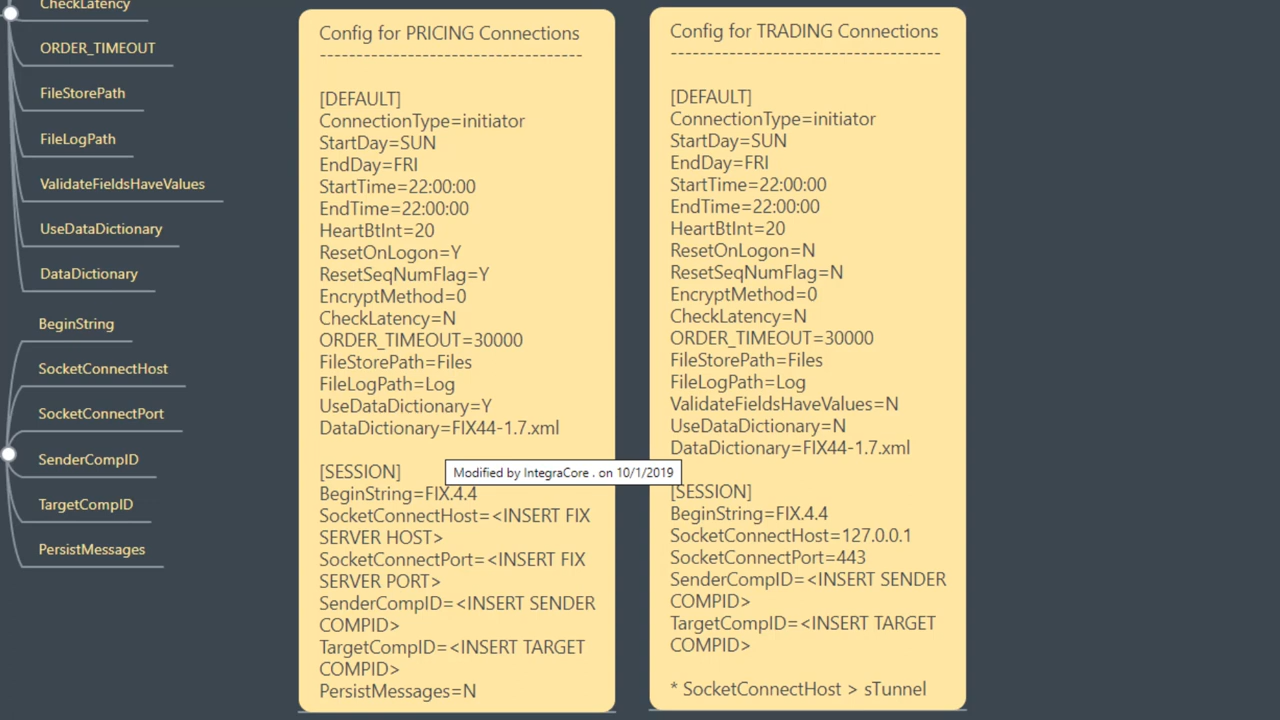 CheckLatency
ORDER_TIMEOUT
FileStorePath
FileLogPath
ValidateFieldsHaveValues
UseDataDictionary
DataDictionary
BeginString
SocketConnectHost
SocketConnectPort
SenderCompID
TargetCompID
PersistMessages
Config for PRICING Connections
---------------------------------
[DEFAULT]
ConnectionType=initiator
StartDay=SUN
EndDay=FRI
StartTime=22:00:00
EndTime=22:00:00
HeartBtInt=20
ResetOnLogon=Y
ResetSeqNumFlag=Y
EncryptMethod=0
CheckLatency=N
ORDER_TIMEOUT=30000
FileStorePath=Files
FileLogPath=Log
UseDataDictionary=Y
DataDictionary=FIX44-1.7.xml
[SESSION]
BeginString=FIX.4.4
SocketConnectHost=<INSERT FIX
SERVER HOST>
SocketConnectPort=<INSERT FIX
SERVER PORT>
SenderCompID=<INSERT SENDER
COMPID>
TargetCompID=<INSERT TARGET
COMPID>
PersistMessages=N
Modified by IntegraCore . on 10/1/2019
Config for TRADING Connections
----------------------------------
[DEFAULT]
ConnectionType=initiator
StartDay=SUN
EndDay=FRI
StartTime=22:00:00
EndTime=22:00:00
HeartBtInt=20
ResetOnLogon=N
ResetSeqNumFlag=N
EncryptMethod=0
CheckLatency=N
ORDER_TIMEOUT=30000
FileStorePath=Files
FileLogPath=Log
ValidateFieldsHaveValues=N
UseDataDictionary=N
DataDictionary=FIX44-1.7.xml
[SESSION]
BeginString=FIX.4.4
SocketConnectHost=127.0.0.1
SocketConnectPort=443
SenderCompID=<INSERT SENDER
COMPID>
TargetCompID=<INSERT TARGET
COMPID>
* SocketConnectHost > sTunnel